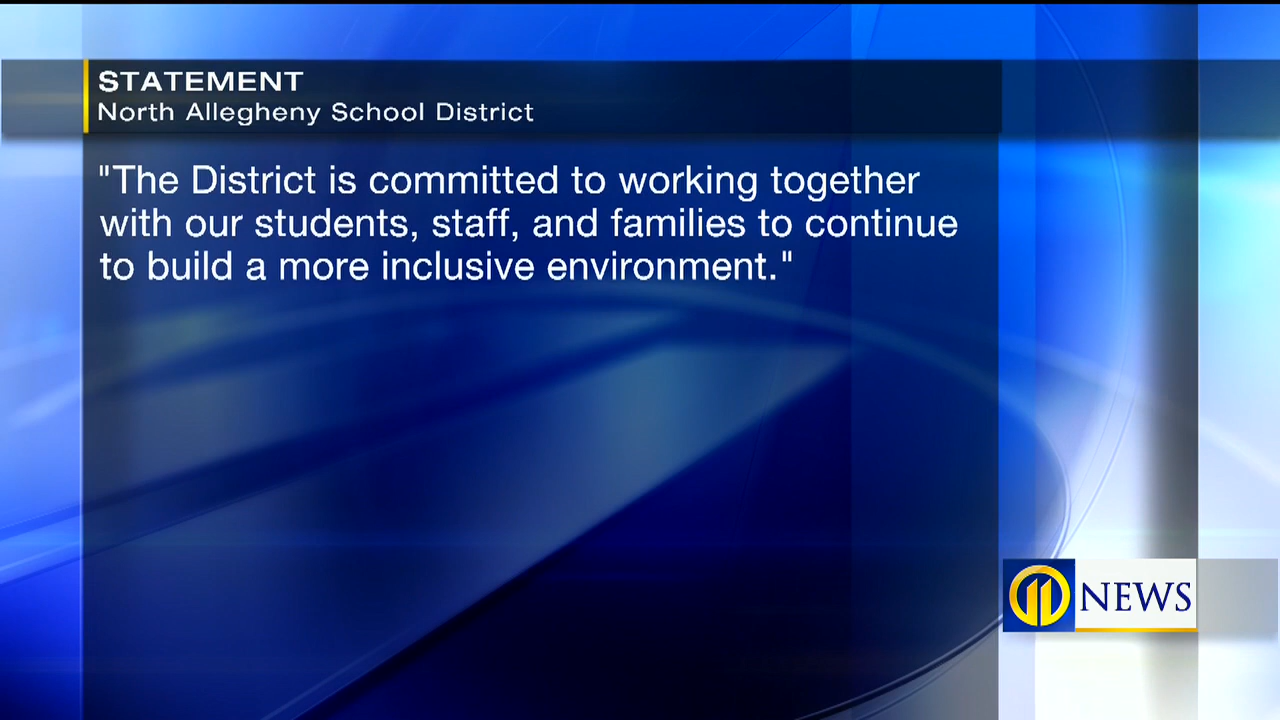 STATEMENT
North Allegheny School District
"The District is committed to working together
with our students, staff, and families to continue
to build a more inclusive environment."
11 NEWS